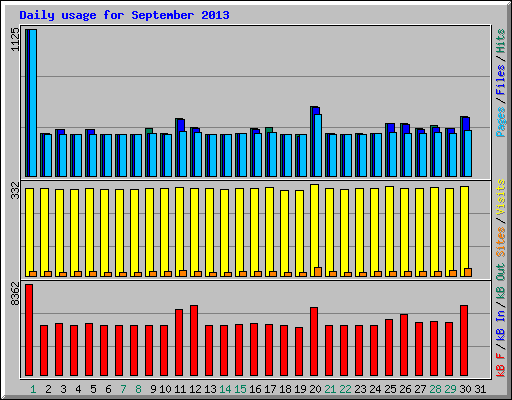 Daily usage for September 2013
1125
Pages / Files / Hits
332
Sites / Visits
8362
kB F / kB In / kB Out
1 2 3 4 5 6 7 8 9 10 11 12 13 14 15 16 17 18 19 20 21 22 23 24 25 26 27 28 29 30 31